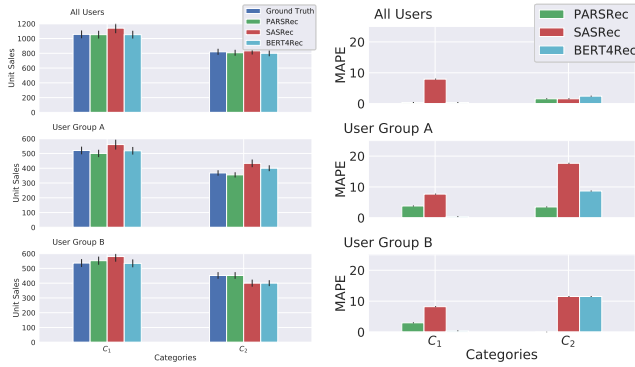 All Users
Ground Truth
PARSRec
SASRec
BERT4Rec
Unit Sales
1200
1000
800
600
400
200
0
User Group A
Unit Sales
600
500
400
300
200
100
0
User Group B
Unit Sales
600
500
400
300
200
100
0
C1
C2
Categories
All Users
PARSRec
SASRec
BERT4Rec
MAPE
20
10
0
User Group A
MAPE
20
10
0
User Group B
MAPE
20
10
0
C1
C2
Categories